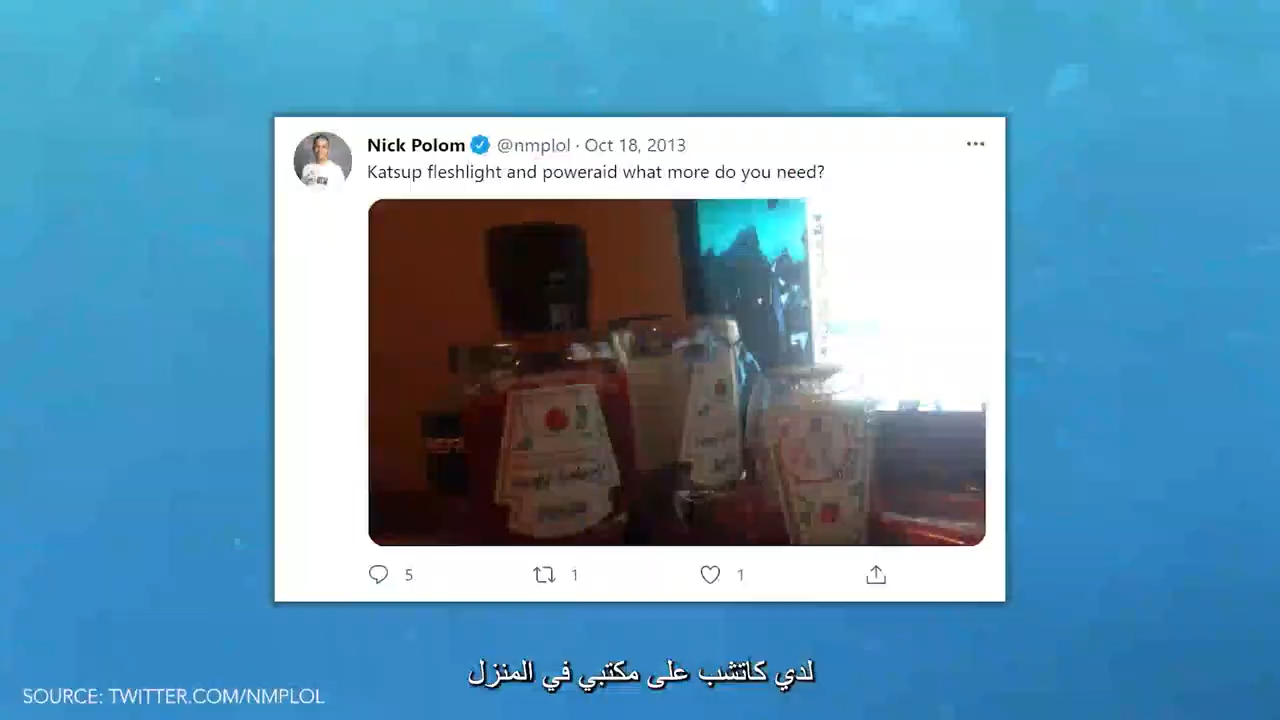 Nick Polom @nmplol · Oct 18, 2013
Katsup fleshlight and poweraid what more do you need?
5 1 1
لدي كاتشب على مكتبي في المنزل
SOURCE: TWITTER.COM/NMPLOL